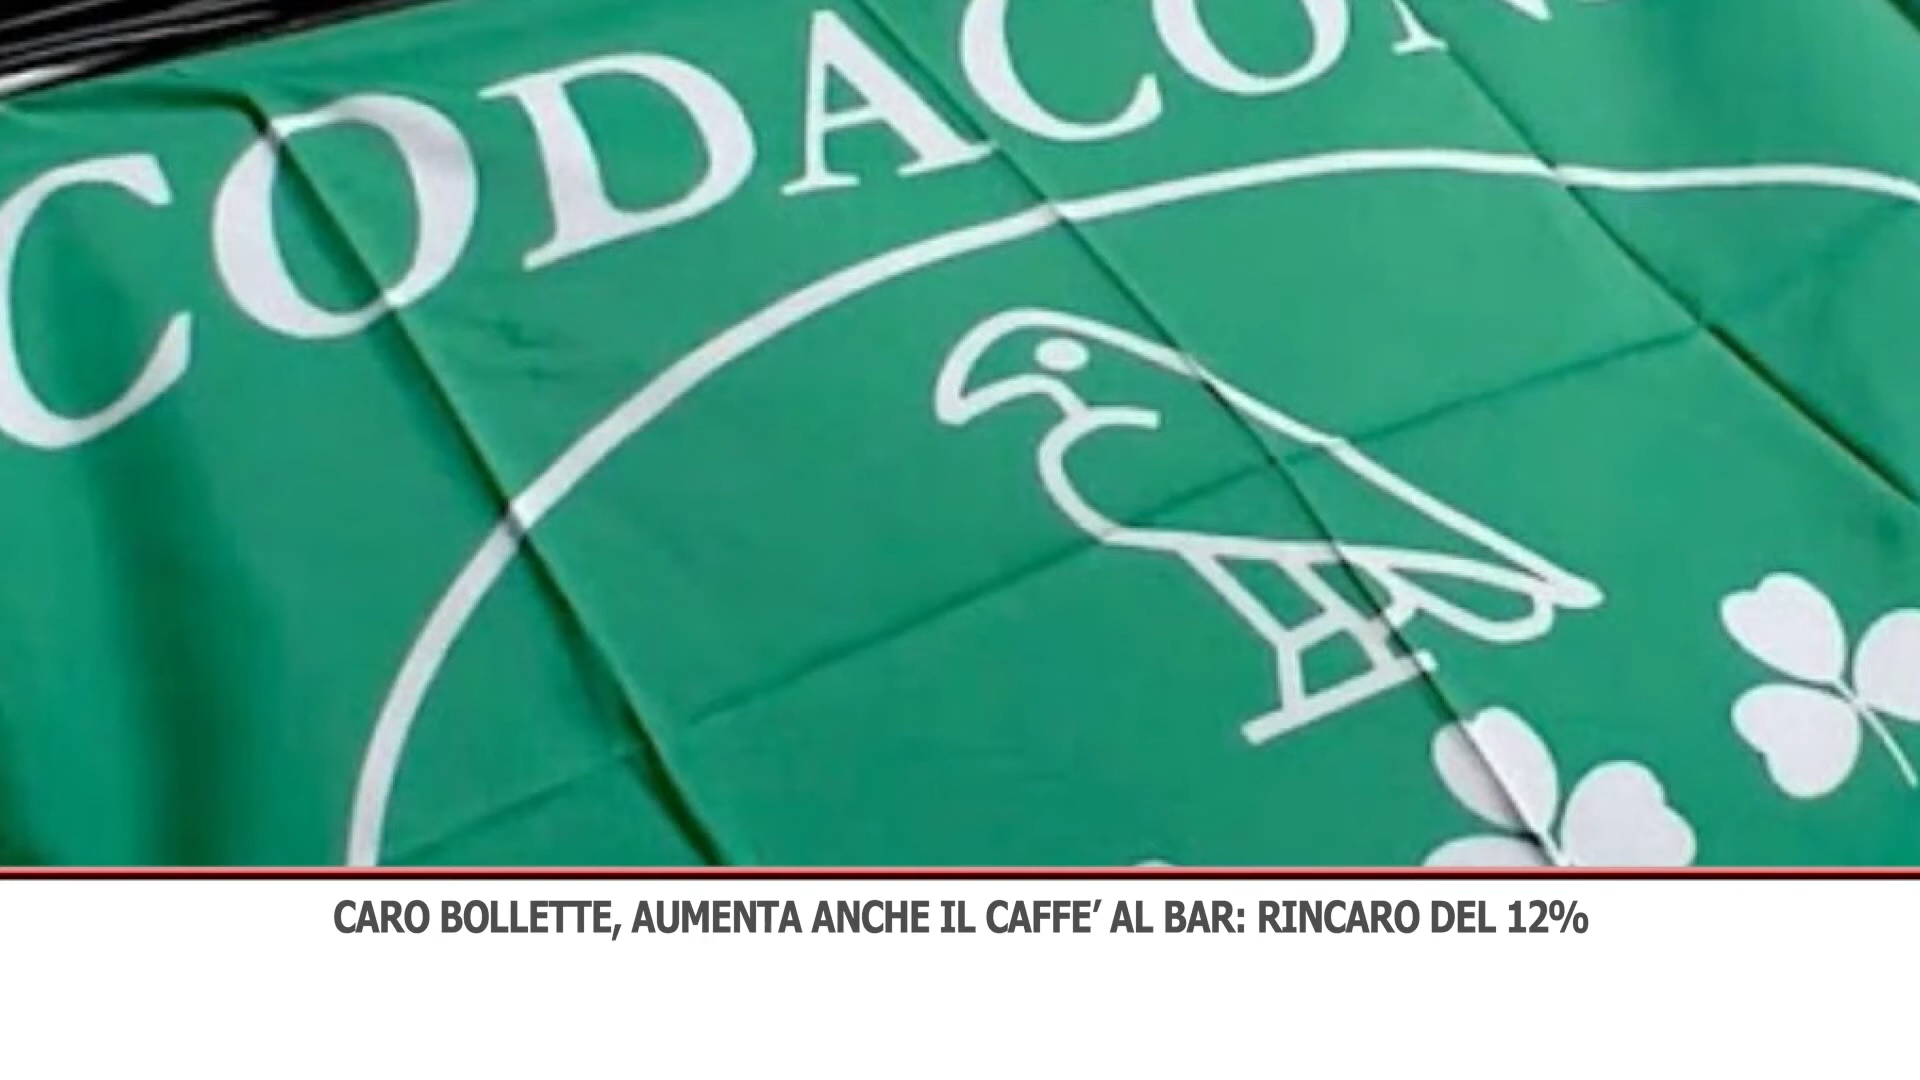 CODACON
CARO BOLLETTE, AUMENTA ANCHE IL CAFFE’ AL BAR: RINCARO DEL 12%